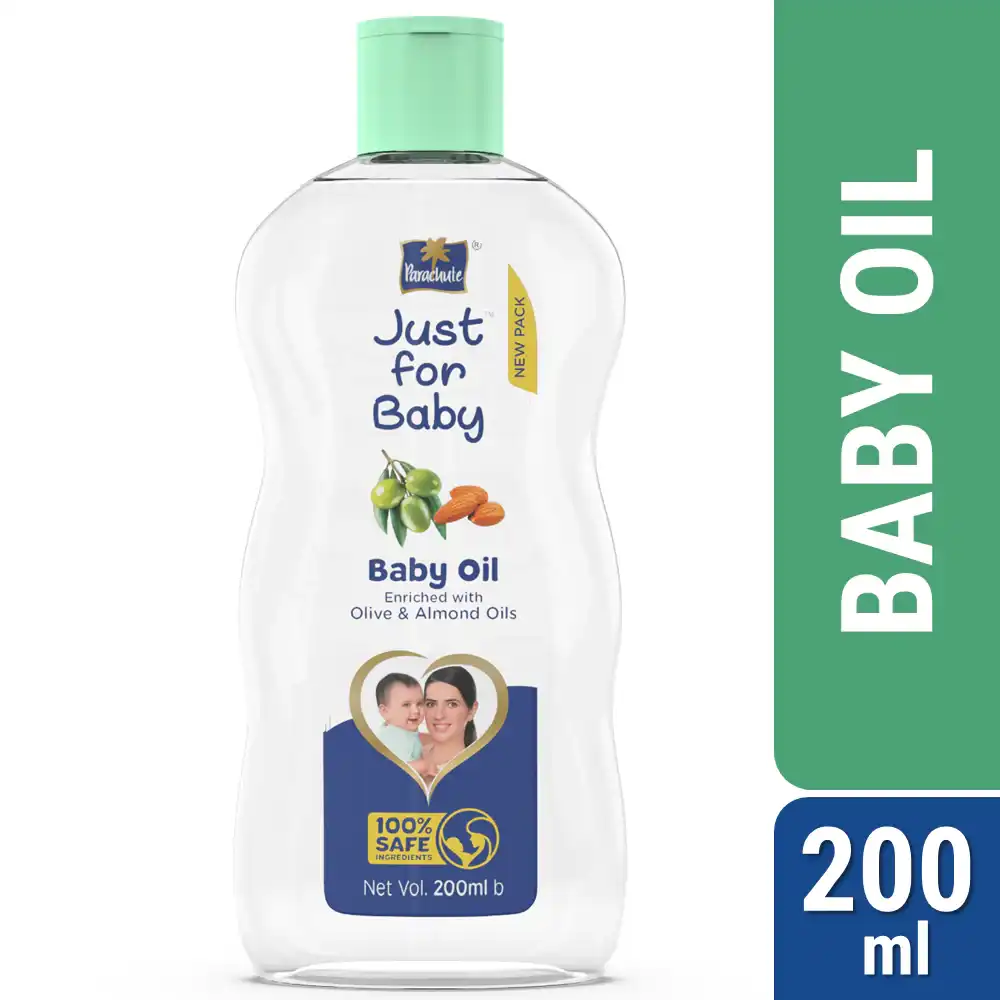 Parachute ®
Just™
for
Baby
NEW PACK
Baby Oil
Enriched with
Olive & Almond Oils
100%
SAFE
INGREDIENTS
Net Vol. 200ml b
BABY OIL
200
ml